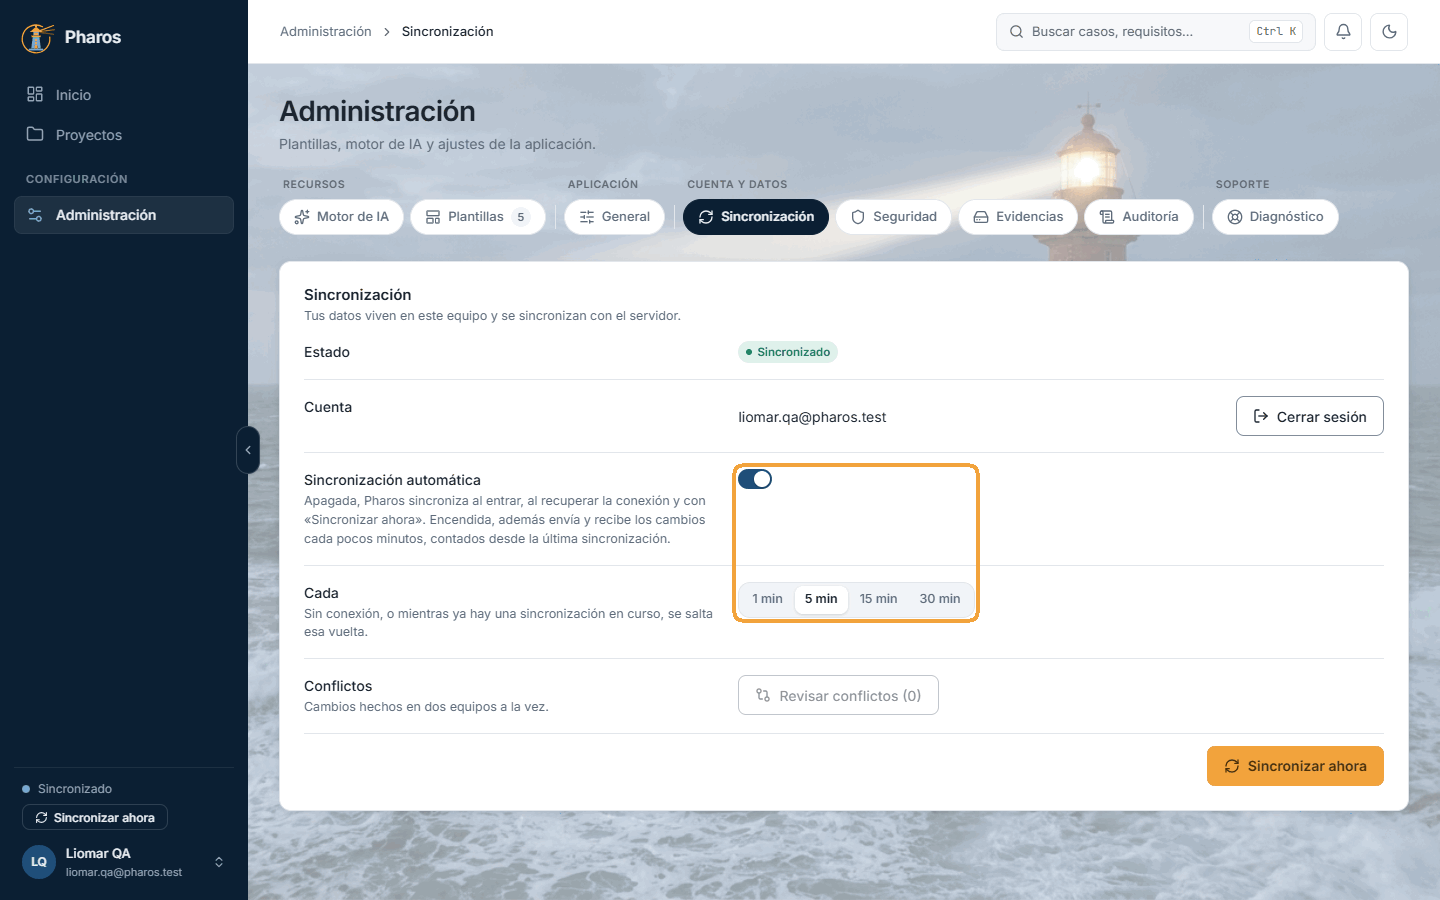 Pharos
Inicio
Proyectos
CONFIGURACIÓN
Administración
Sincronizado
Sincronizar ahora
LQ
Liomar QA
liomar.qa@pharos.test
Administración > Sincronización
Buscar casos, requisitos...
Ctrl K
Administración
Plantillas, motor de IA y ajustes de la aplicación.
RECURSOS
APLICACIÓN
CUENTA Y DATOS
SOPORTE
Motor de IA
Plantillas 5
General
Sincronización
Seguridad
Evidencias
Auditoría
Diagnóstico
Sincronización
Tus datos viven en este equipo y se sincronizan con el servidor.
Estado
Sincronizado
Cuenta
liomar.qa@pharos.test
Cerrar sesión
Sincronización automática
Apagada, Pharos sincroniza al entrar, al recuperar la conexión y con
«Sincronizar ahora». Encendida, además envía y recibe los cambios
cada pocos minutos, contados desde la última sincronización.
Cada
Sin conexión, o mientras ya hay una sincronización en curso, se salta
esa vuelta.
1 min 5 min 15 min 30 min
Conflictos
Cambios hechos en dos equipos a la vez.
Revisar conflictos (0)
Sincronizar ahora